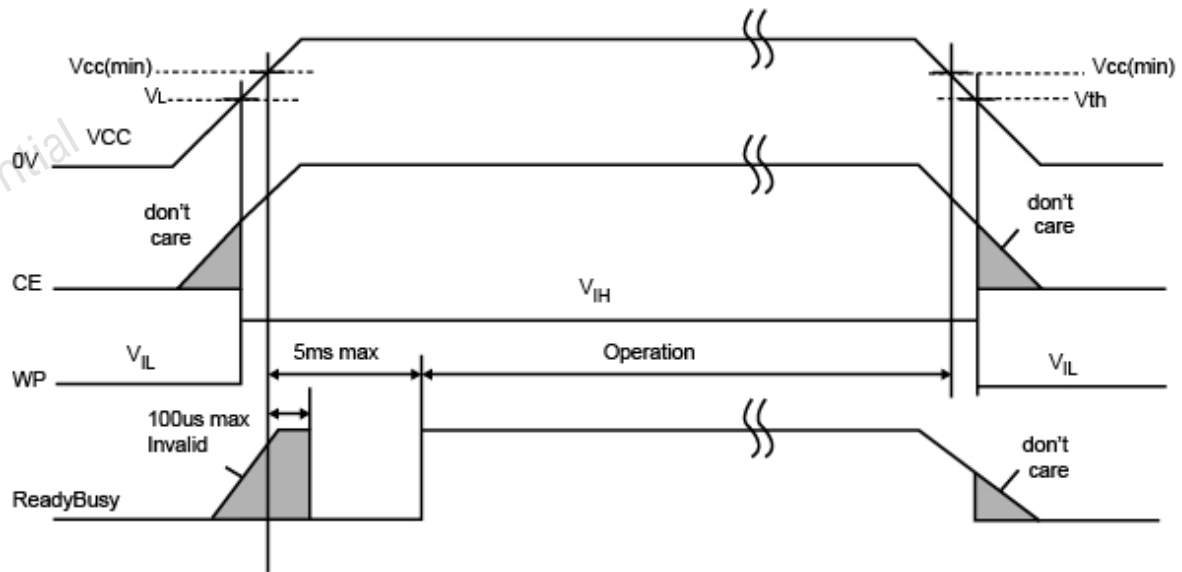 Vcc(min)
Vcc(min)
VL
Vth
VCC
0V
ntial
don't
care
don't
care
CE
VIH
5ms max
Operation
VIL
VIL
WP
100us max
Invalid
don't
care
ReadyBusy